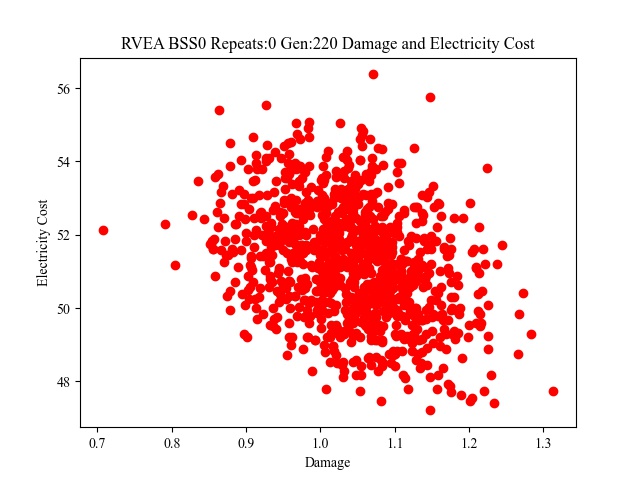 RVEA BSS0 Repeats:0 Gen:220 Damage and Electricity Cost
56
54
52
50
48
Electricity Cost
0.7 0.8 0.9 1.0 1.1 1.2 1.3
Damage